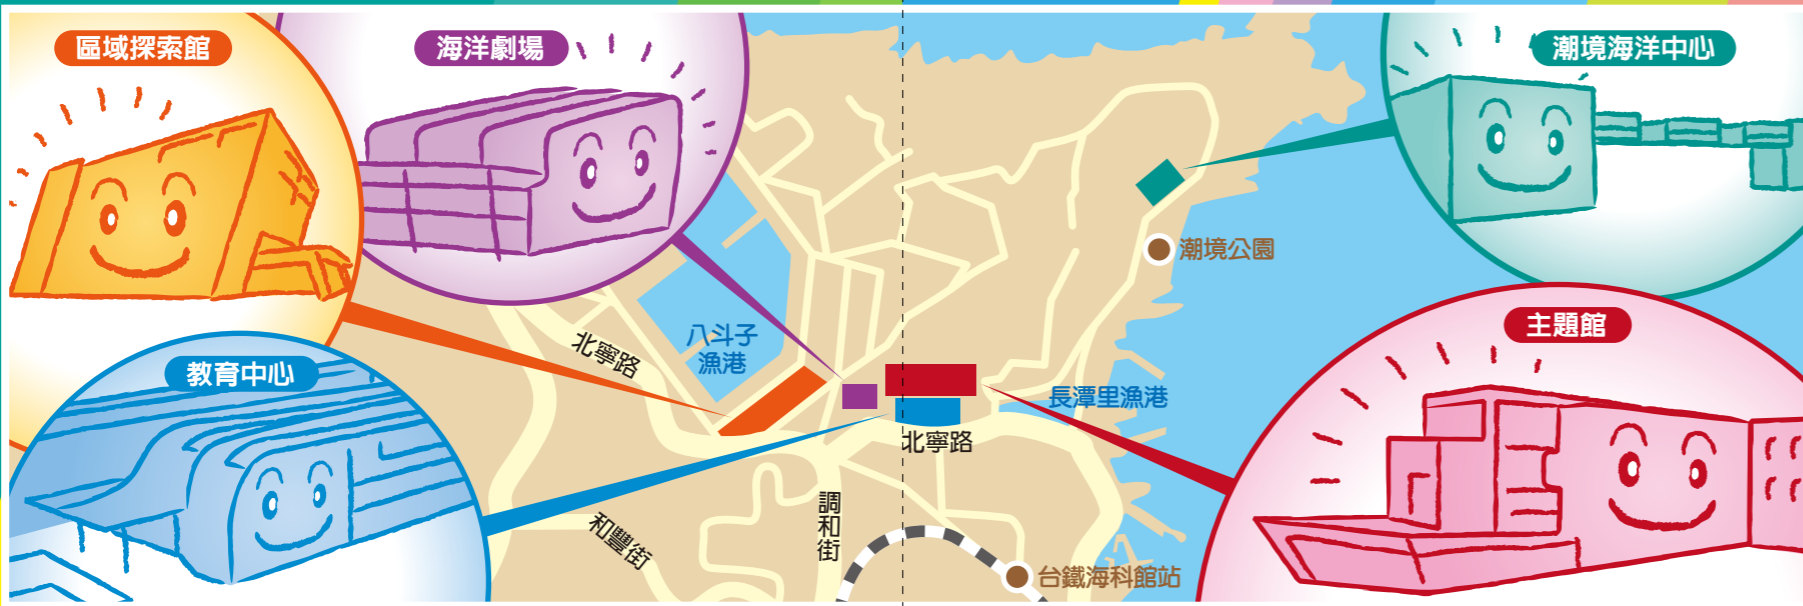 區域探索館
海洋劇場
潮境海洋中心
潮境公園
主題館
八斗子
漁港
北寧路
教育中心
長潭里漁港
北寧路
調和街
和豐街
台鐵海科館站